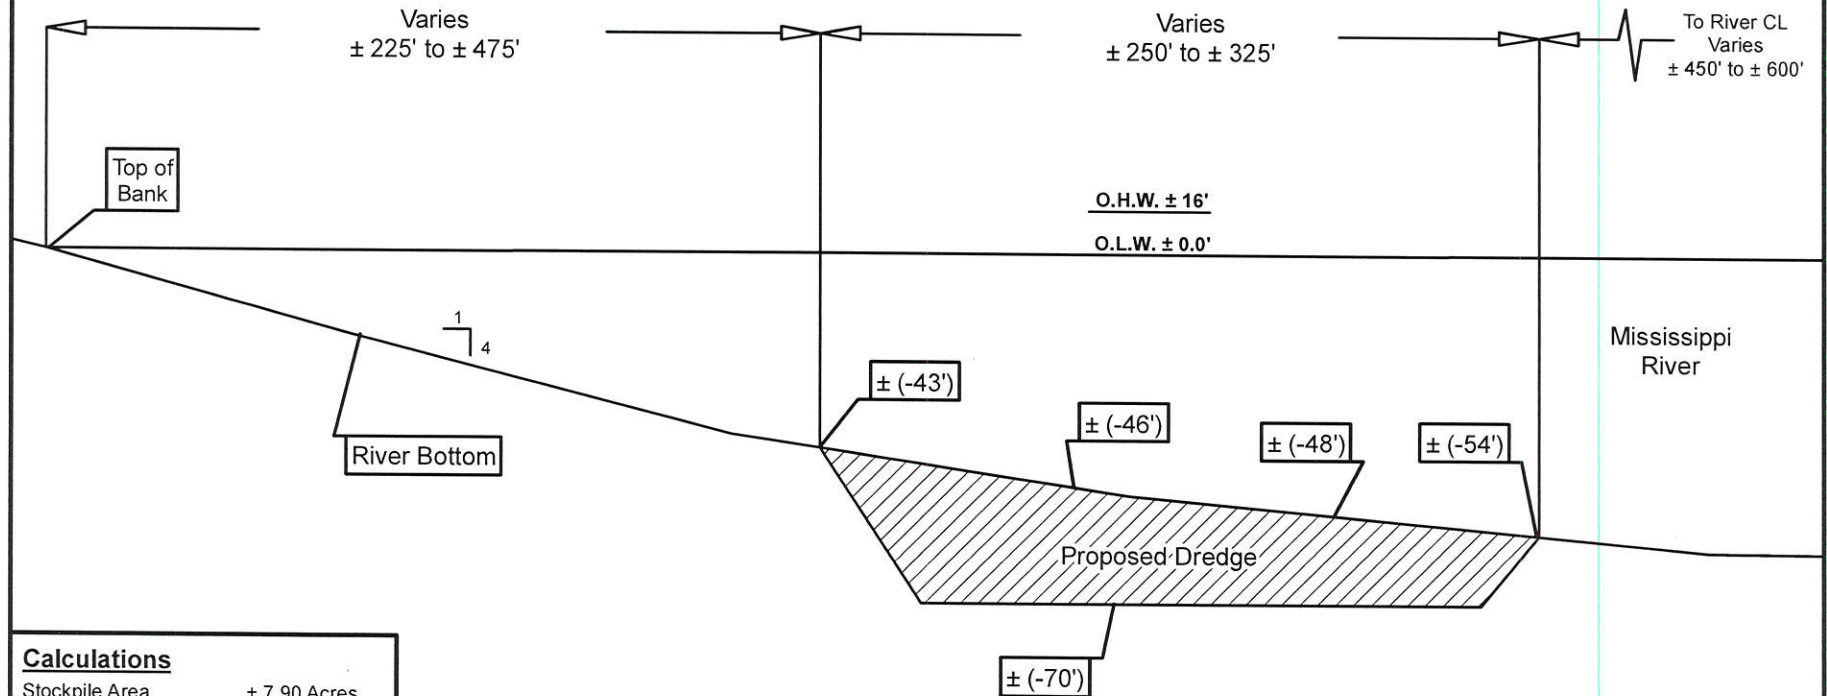 Varies
± 225' to ± 475'
Varies
± 250' to ± 325'
To River CL
Varies
± 450' to ± 600'
Top of
Bank
O.H.W. ± 16'
O.L.W. ± 0.0'
1
4
Mississippi
River
± (-43')
± (-46')
± (-48')
± (-54')
River Bottom
Proposed Dredge
± (-70')
Calculations
Stockpile Area ± 7.90 Acres